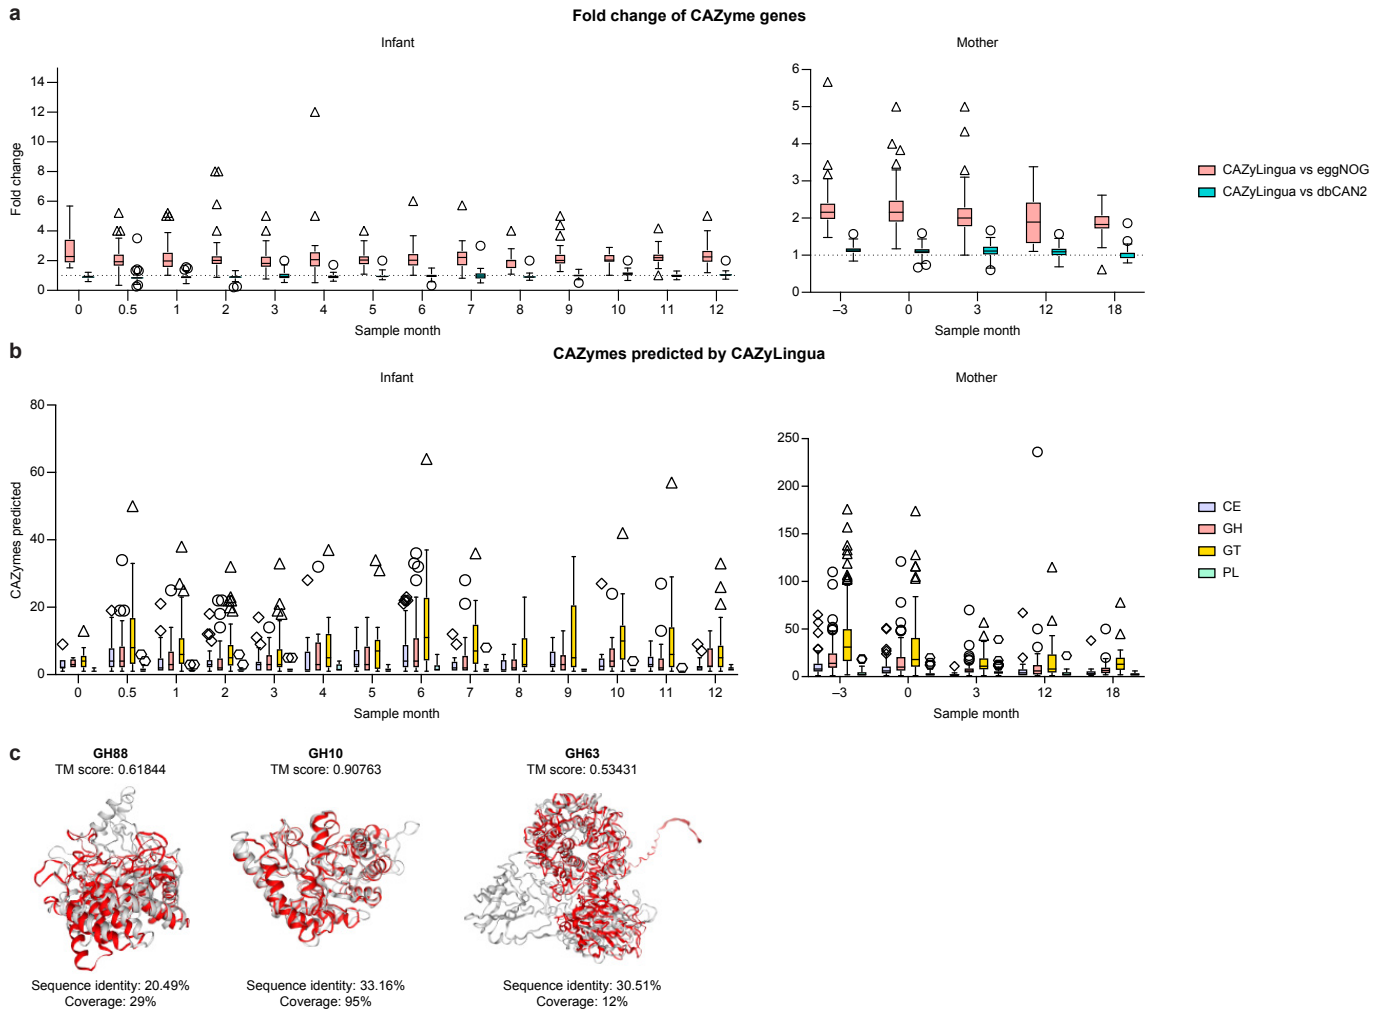 a
Fold change of CAZyme genes
Infant
Mother
14
12
10
8
6
4
2
0
Fold change
0 0.5 1 2 3 4 5 6 7 8 9 10 11 12
Sample month
6
5
4
3
2
1
0
–3 0 3 12 18
Sample month
CAZyLingua vs eggNOG
CAZyLingua vs dbCAN2
b
CAZymes predicted by CAZyLingua
Infant
Mother
80
60
40
20
0
CAZymes predicted
0 0.5 1 2 3 4 5 6 7 8 9 10 11 12
Sample month
250
200
150
100
50
0
–3 0 3 12 18
Sample month
CE
GH
GT
PL
c
GH88
TM score: 0.61844
Sequence identity: 20.49%
Coverage: 29%
GH10
TM score: 0.90763
Sequence identity: 33.16%
Coverage: 95%
GH63
TM score: 0.53431
Sequence identity: 30.51%
Coverage: 12%